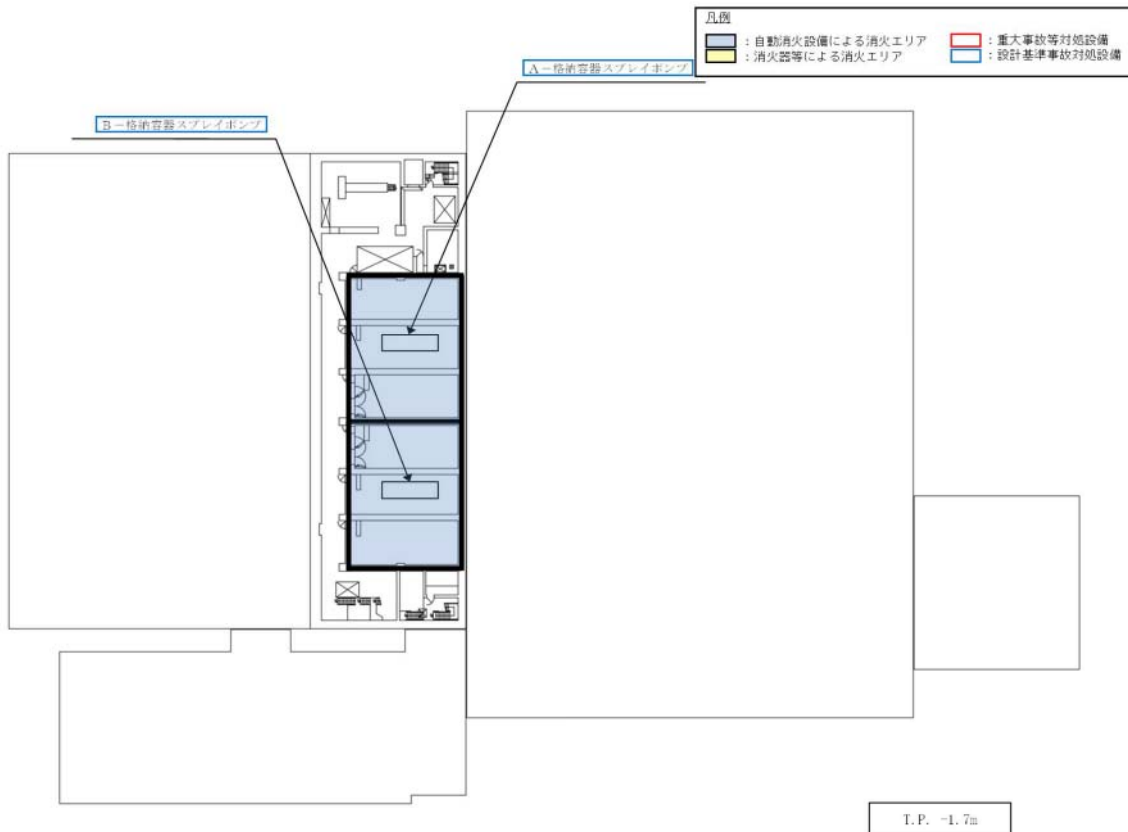 凡例
：自動消火設備による消火エリア
：重大事故等対処設備
：消火器等による消火エリア
：設計基準事故対処設備
A－格納容器スプレイポンプ
B－格納容器スプレイポンプ
T.P. -1.7m